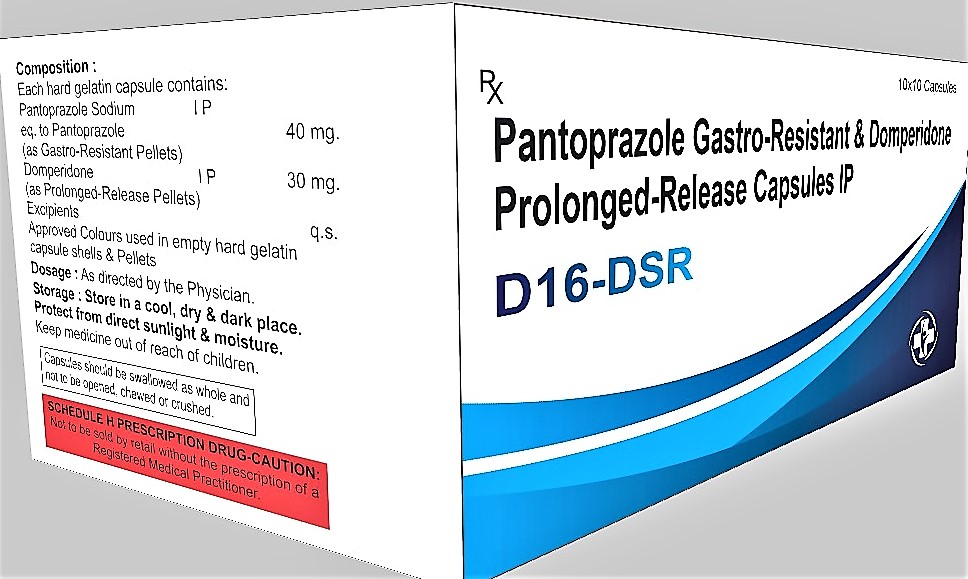 Composition :
Each hard gelatin capsule contains:
Pantoprazole Sodium I P
eq. to Pantoprazole 40 mg.
(as Gastro-Resistant Pellets)
Domperidone I P 30 mg.
(as Prolonged-Release Pellets)
Excipients q.s.
Approved Colours used in empty hard gelatin
capsule shells & Pellets
Dosage : As directed by the Physician.
Storage : Store in a cool, dry & dark place.
Protect from direct sunlight & moisture.
Keep medicine out of reach of children.
Capsules should be swallowed as whole and
not to be opened, chewed or crushed.
SCHEDULE H PRESCRIPTION DRUG-CAUTION:
Not to be sold by retail without the prescription of a
Registered Medical Practitioner.
Rx
10x10 Capsules
Pantoprazole Gastro-Resistant & Domperidone
Prolonged-Release Capsules IP
D16-DSR